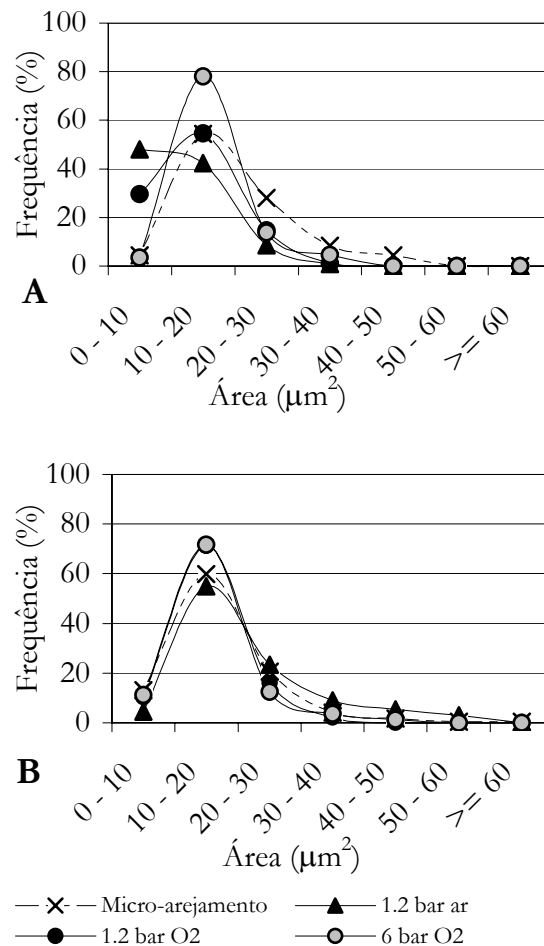 100
80
60
40
20
0
Frequência (%)
A
0 - 10
10 - 20
20 - 30
30 - 40
40 - 50
50 - 60
>= 60
Área (μm²)
100
80
60
40
20
0
Frequência (%)
B
0 - 10
10 - 20
20 - 30
30 - 40
40 - 50
50 - 60
>= 60
Área (μm²)
Micro-arejamento 1.2 bar ar
1.2 bar O2 6 bar O2